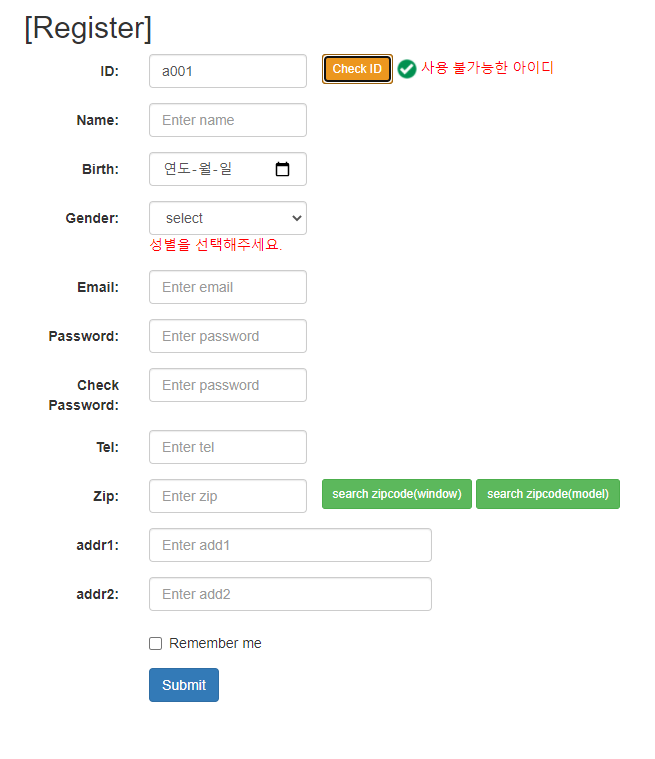 [Register]
ID: a001 Check ID 사용 불가능한 아이디
Name: Enter name
Birth: 연도-월-일
Gender: select
성별을 선택해주세요.
Email: Enter email
Password: Enter password
Check Enter password
Password:
Tel: Enter tel
Zip: Enter zip search zipcode(window) search zipcode(model)
addr1: Enter add1
addr2: Enter add2
Remember me
Submit